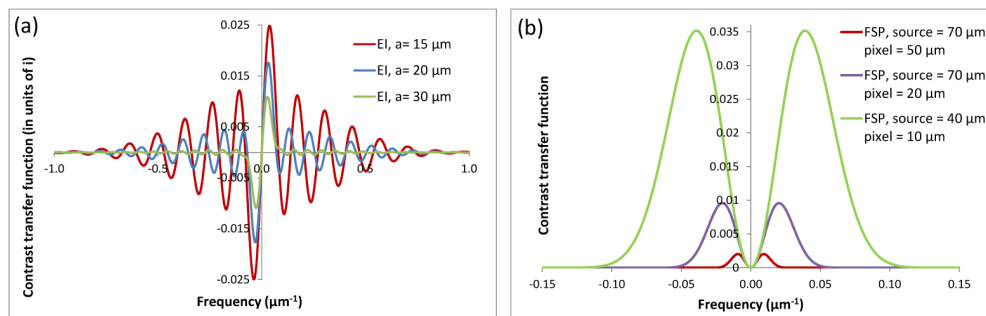 (a)
Contrast transfer function (in units of i)
0.025
0.015
0.005
-0.005
-0.015
-0.025
-1.0
-0.5
0.0
0.5
1.0
Frequency (µm⁻¹)
EI, a= 15 µm
EI, a= 20 µm
EI, a= 30 µm
(b)
Contrast transfer function
0.035
0.03
0.025
0.02
0.015
0.01
0.005
0
-0.15
-0.10
-0.05
0.00
0.05
0.10
0.15
Frequency (µm⁻¹)
FSP, source = 70 µm
pixel = 50 µm
FSP, source = 70 µm
pixel = 20 µm
FSP, source = 40 µm
pixel = 10 µm